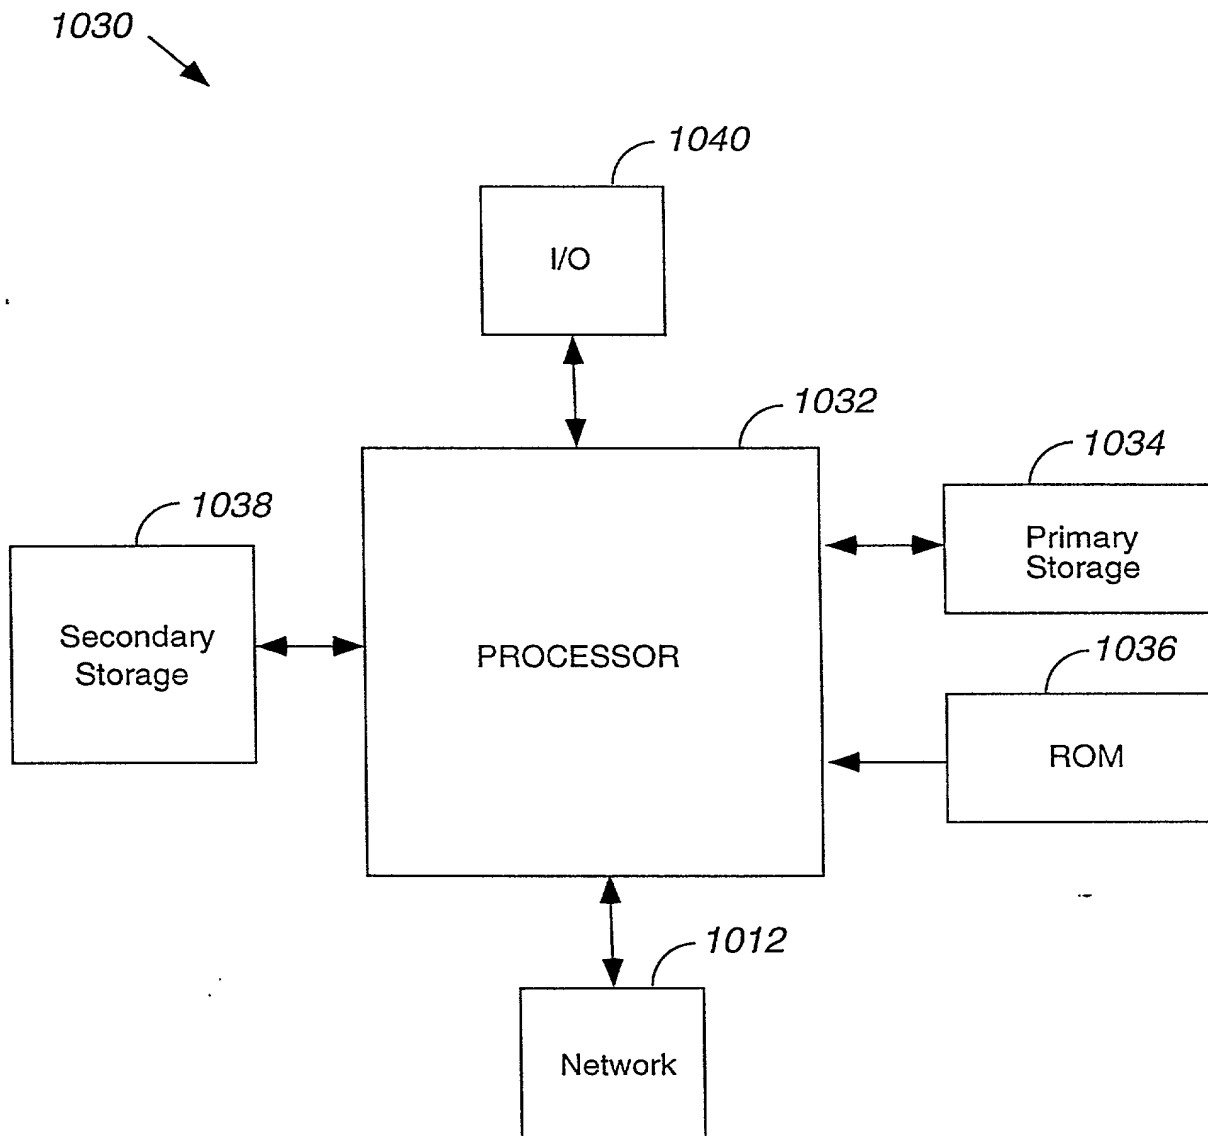 1030
1040
I/O
1032
1034
1038
Primary
Storage
Secondary
Storage
PROCESSOR
1036
ROM
1012
Network